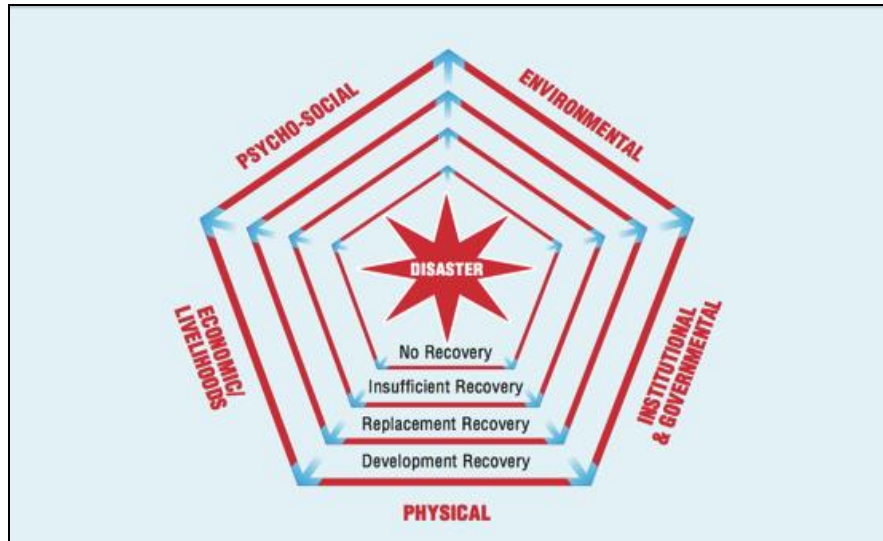 PSYCHO-SOCIAL
ENVIRONMENTAL
DISASTER
ECONOMIC/
LIVELIHOODS
INSTITUTIONAL
& GOVERNMENTAL
No Recovery
Insufficient Recovery
Replacement Recovery
Development Recovery
PHYSICAL